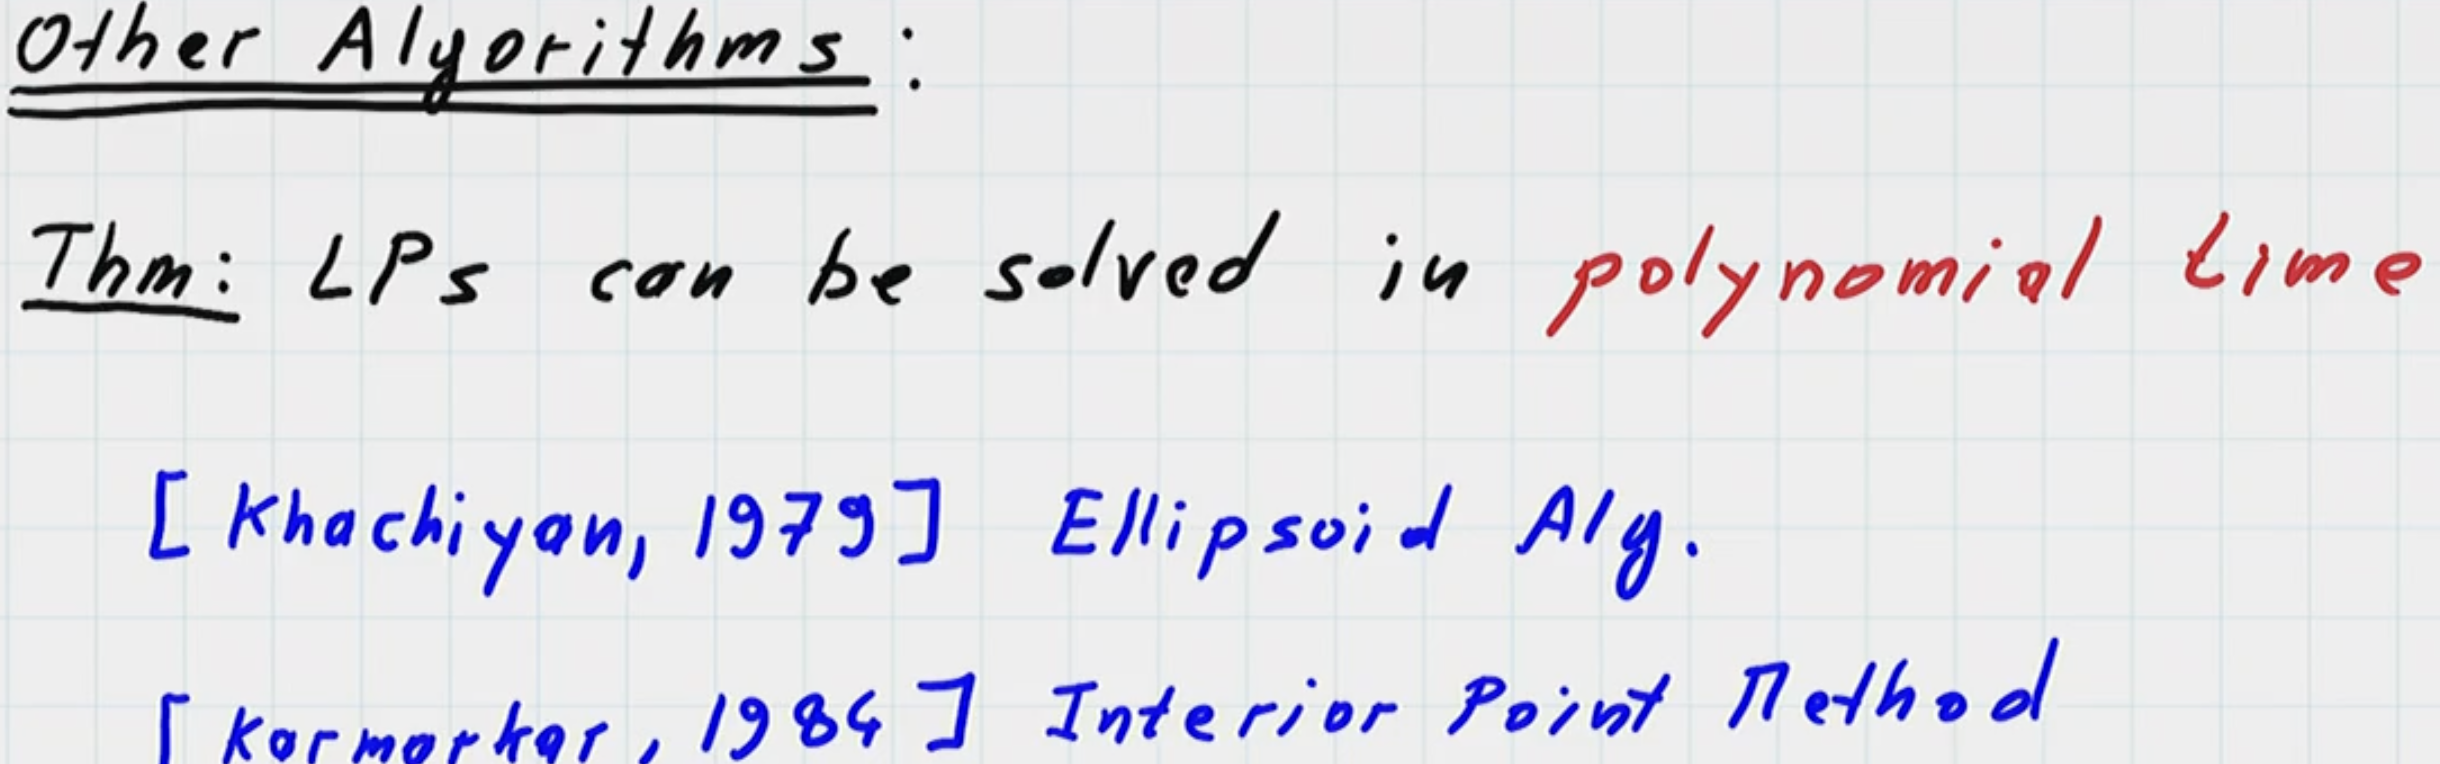 Other Algorithms:
Thm: LPs can be solved in polynomial time
[Khachiyan, 1979] Ellipsoid Alg.
[Karmarkar, 1984] Interior Point Method